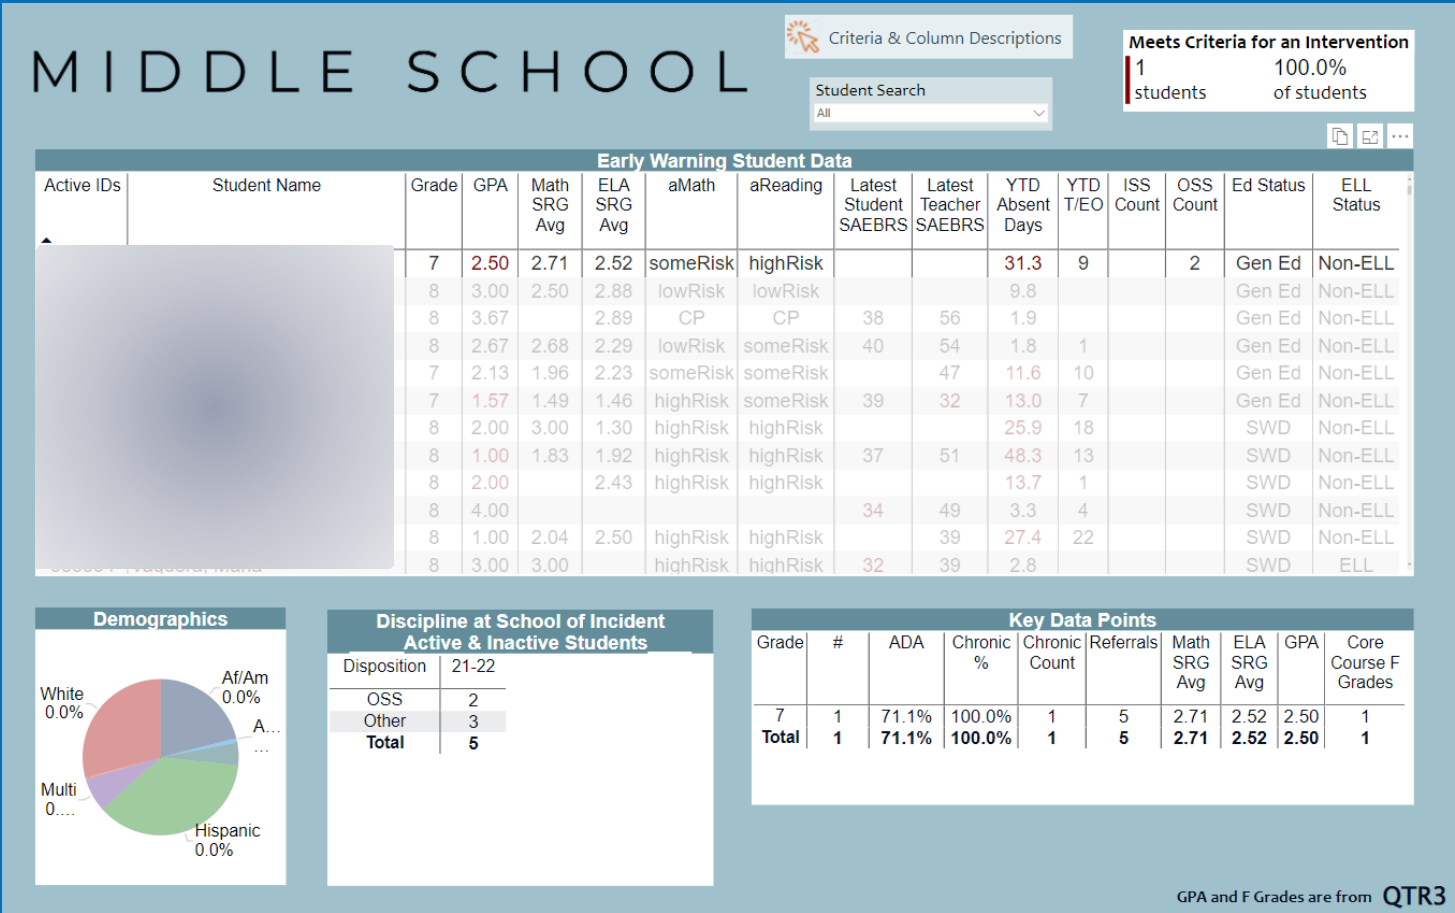 MIDDLE SCHOOL
Criteria & Column Descriptions
Student Search
All
Meets Criteria for an Intervention
1 100.0%
students of students
Early Warning Student Data
Active IDs Student Name Grade GPA Math SRG Avg ELA SRG Avg aMath aReading Latest Student SAEBRS Latest Teacher SAEBRS YTD Absent Days YTD T/EO ISS Count OSS Count Ed Status ELL Status
7 2.50 2.71 2.52 someRisk highRisk 31.3 9 2 Gen Ed Non-ELL
8 3.00 2.50 2.88 lowRisk lowRisk 9.8 Gen Ed Non-ELL
8 3.67 2.89 CP CP 38 56 1.9 Gen Ed Non-ELL
8 2.67 2.68 2.29 lowRisk someRisk 40 54 1.8 1 Gen Ed Non-ELL
7 2.13 1.96 2.23 someRisk someRisk 47 11.6 10 Gen Ed Non-ELL
7 1.57 1.49 1.46 highRisk someRisk 39 32 13.0 7 Gen Ed Non-ELL
8 2.00 3.00 1.30 highRisk highRisk 25.9 18 SWD Non-ELL
8 1.00 1.83 1.92 highRisk highRisk 37 51 48.3 13 SWD Non-ELL
8 2.00 2.43 highRisk highRisk 13.7 1 SWD Non-ELL
8 4.00 34 49 3.3 4 SWD Non-ELL
8 1.00 2.04 2.50 highRisk highRisk 39 27.4 22 SWD Non-ELL
8 3.00 3.00 highRisk highRisk 32 39 2.8 SWD ELL
Demographics
Af/Am
0.0%
White
0.0%
A...
...
Multi
0....
Hispanic
0.0%
Discipline at School of Incident
Active & Inactive Students
Disposition 21-22
OSS 2
Other 3
Total 5
Key Data Points
Grade # ADA Chronic % Chronic Count Referrals Math SRG Avg ELA SRG Avg GPA Core Course F Grades
7 1 71.1% 100.0% 1 5 2.71 2.52 2.50 1
Total 1 71.1% 100.0% 1 5 2.71 2.52 2.50 1
GPA and F Grades are from QTR3